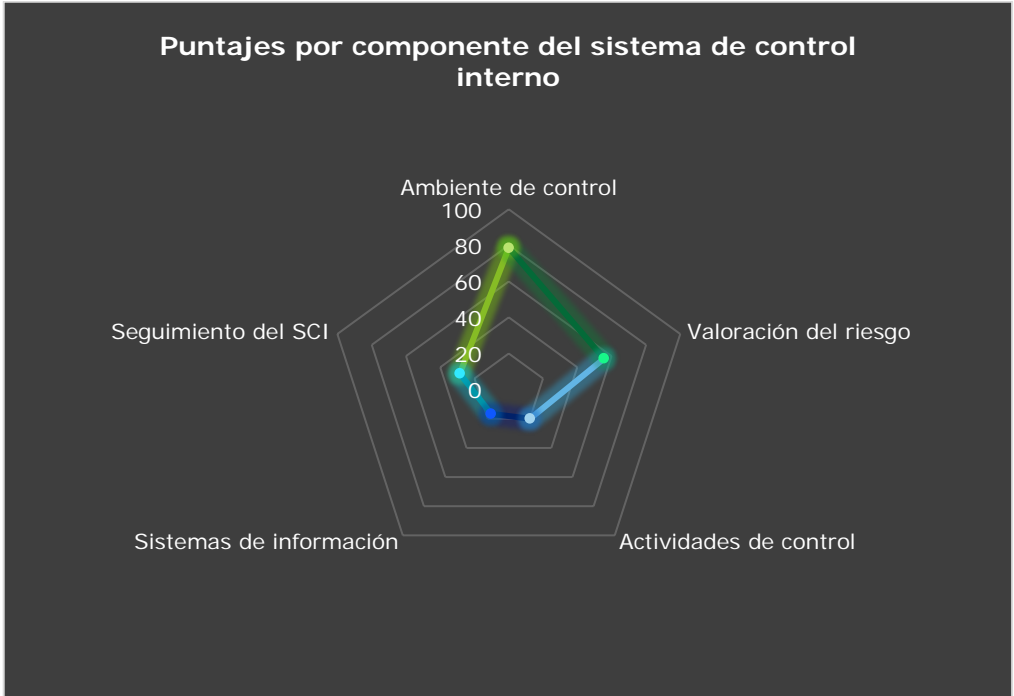 Puntajes por componente del sistema de control
interno
Ambiente de control
100
80
60
40
20
0
Valoración del riesgo
Seguimiento del SCI
Sistemas de información
Actividades de control